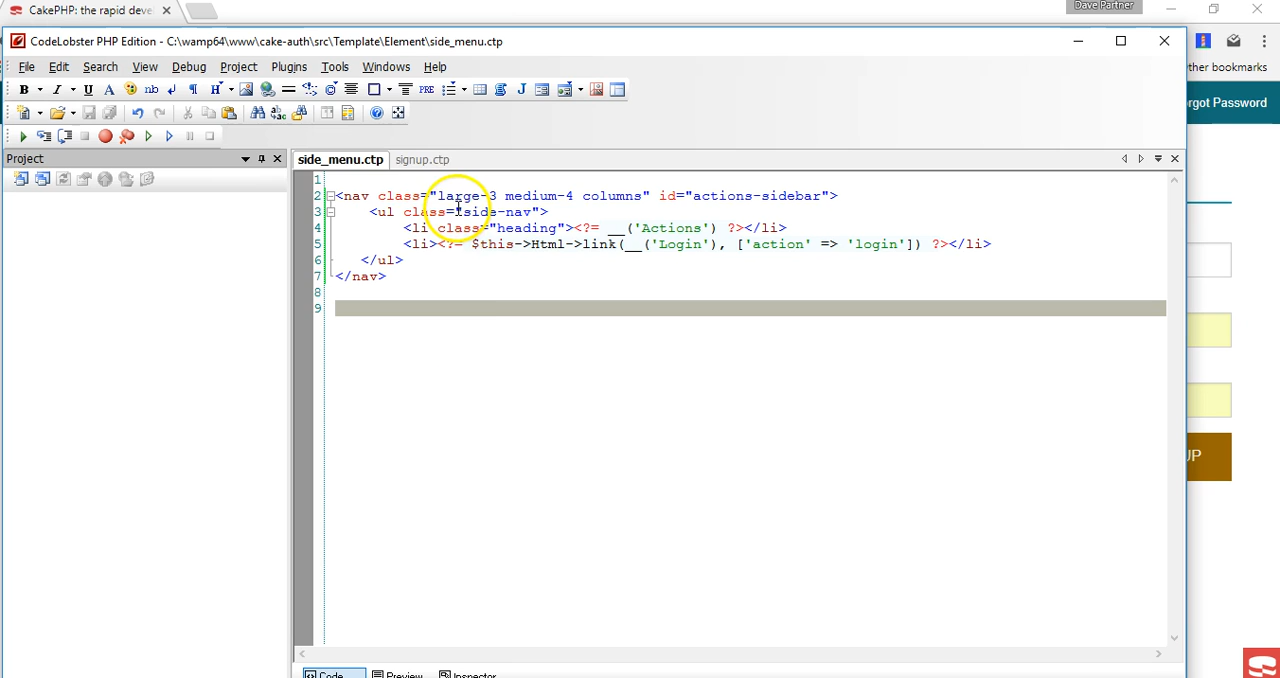 CakePHP: the rapid deve
Dave Partner
CodeLobster PHP Edition - C:\wamp64\www\cake-auth\src\Template\Element\side_menu.ctp
ther bookmarks
File Edit Search View Debug Project Plugins Tools Windows Help
B I U A nb H PRE J
orgot Password
Project
side_menu.ctp signup.ctp
1
2 <nav class="large-3 medium-4 columns" id="actions-sidebar">
3 <ul class="side-nav">
4 <li class="heading"><?= __('Actions') ?></li>
5 <li><?= $this->Html->link(__('Login'), ['action' => 'login']) ?></li>
6 </ul>
7 </nav>
8
9
UP
Code Preview Inspector